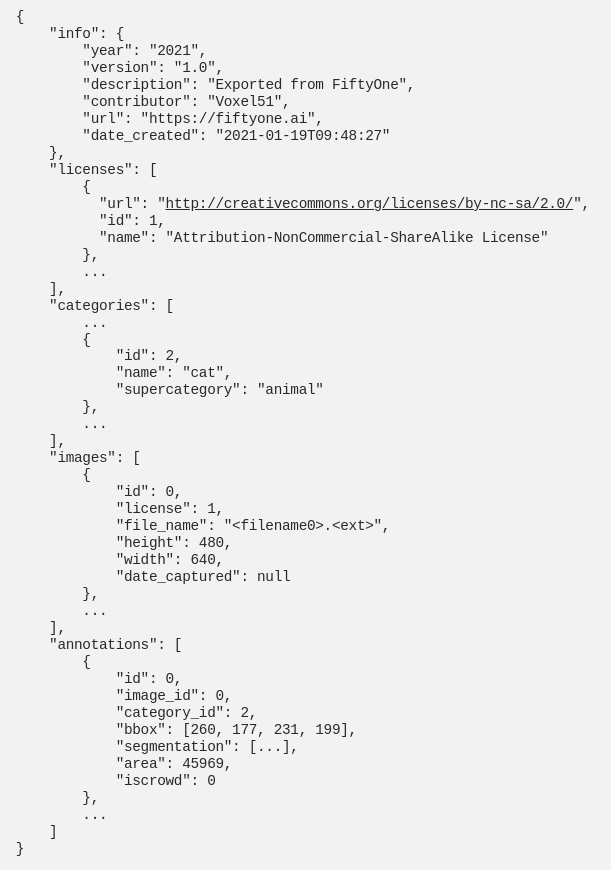 {
    "info": {
        "year": "2021",
        "version": "1.0",
        "description": "Exported from FiftyOne",
        "contributor": "Voxel51",
        "url": "https://fiftyone.ai",
        "date_created": "2021-01-19T09:48:27"
    },
    "licenses": [
        {
          "url": "http://creativecommons.org/licenses/by-nc-sa/2.0/",
          "id": 1,
          "name": "Attribution-NonCommercial-ShareAlike License"
        },
        ...
    ],
    "categories": [
        ...
        {
            "id": 2,
            "name": "cat",
            "supercategory": "animal"
        },
        ...
    ],
    "images": [
        {
            "id": 0,
            "license": 1,
            "file_name": "<filename0>.<ext>",
            "height": 480,
            "width": 640,
            "date_captured": null
        },
        ...
    ],
    "annotations": [
        {
            "id": 0,
            "image_id": 0,
            "category_id": 2,
            "bbox": [260, 177, 231, 199],
            "segmentation": [...],
            "area": 45969,
            "iscrowd": 0
        },
        ...
    ]
}